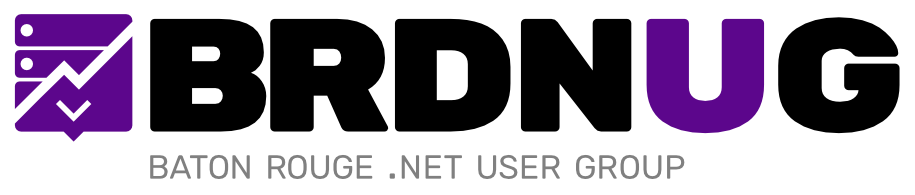 BRDNUG
BATON ROUGE .NET USER GROUP